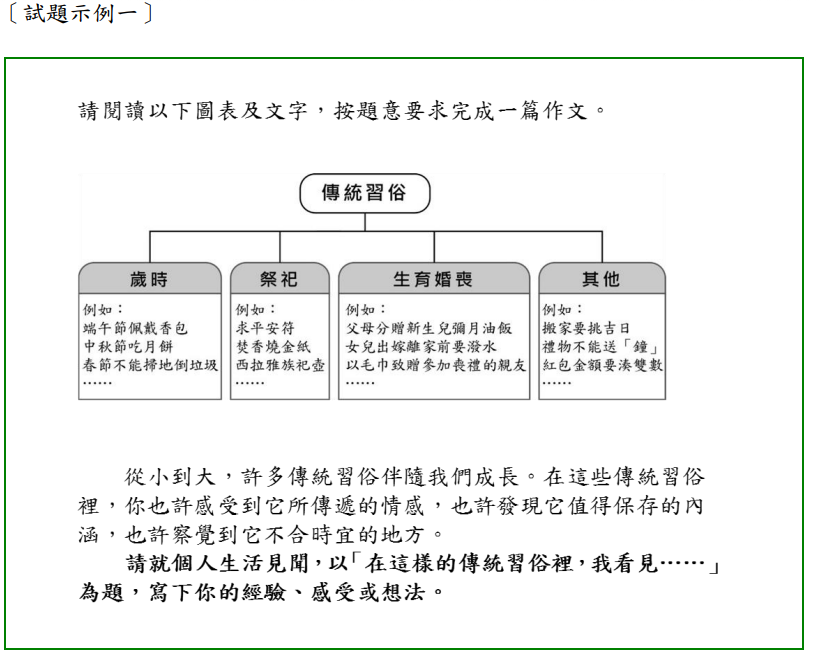 〔試題示例一〕
請閱讀以下圖表及文字，按題意要求完成一篇作文。
傳統習俗
歲時
例如：
端午節佩戴香包
中秋節吃月餅
春節不能掃地倒垃圾
……
祭祀
例如：
求平安符
焚香燒金紙
西拉雅族祀壺
……
生育婚喪
例如：
父母分贈新生兒彌月油飯
女兒出嫁離家前要潑水
以毛巾致贈參加喪禮的親友
……
其他
例如：
搬家要挑吉日
禮物不能送「鐘」
紅包金額要湊雙數
……
從小到大，許多傳統習俗伴隨我們成長。在這些傳統習俗
裡，你也許感受到它所傳遞的情感，也許發現它值得保存的內
涵，也許察覺到它不合時宜的地方。
請就個人生活見聞，以「在這樣的傳統習俗裡，我看見……」
為題，寫下你的經驗、感受或想法。